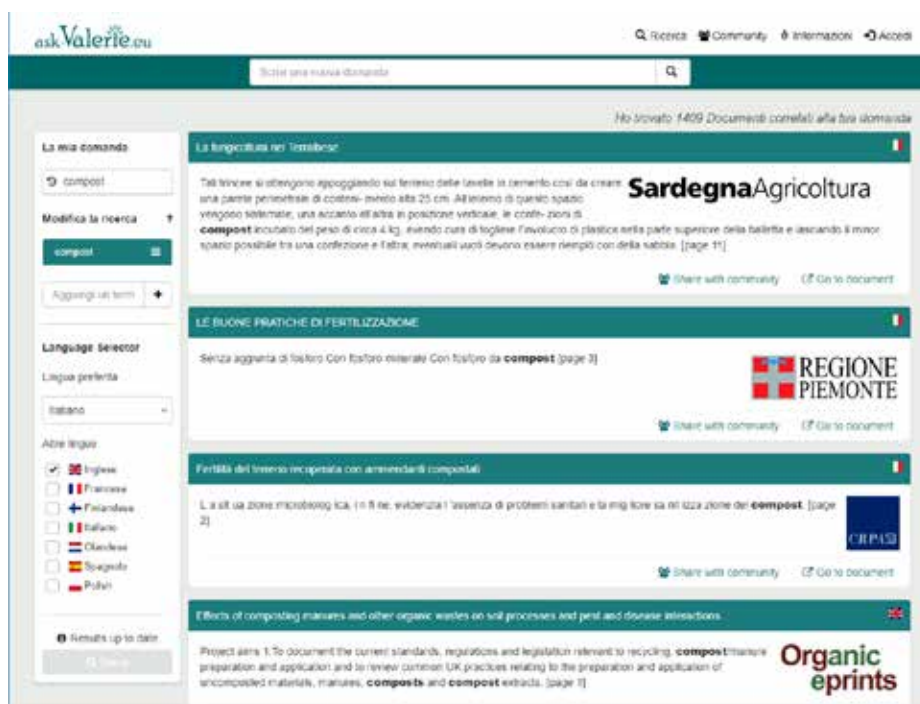 askValerie.eu
Ricerca Community Informazioni Accedi
Scrivi una nuova domanda
Ho trovato 1409 Documenti correlati alla tua domanda
La mia domanda
compost
Modifica la ricerca
compost
Aggiungi un term
Language Selector
Lingua preferita
Italiano
Altre lingue
Inglese
Francese
Finlandese
Italiano
Olandese
Spagnolo
Polish
Results up to date
La fungicoltura nel Terralbese
Tali trincee si ottengono appoggiando sul terreno delle tavelle in cemento così da creare
una parete perimetrale di conteni- mento alta 25 cm. All'interno di questo spazio
vengono sistemate, una accanto all'altra in posizione verticale, le confe- zioni di
compost incubato del peso di circa 4 kg, avendo cura di togliere l'involucro di plastica nella parte superiore della balletta e lasciando il minor
spazio possibile tra una confezione e l'altra; eventuali vuoti devono essere riempiti con della sabbia. [page 11]
SardegnaAgricoltura
Share with community Go to document
LE BUONE PRATICHE DI FERTILIZZAZIONE
Senza aggiunta di fosforo Con fosforo minerale Con fosforo da compost [page 3]
REGIONE
PIEMONTE
Share with community Go to document
Fertilità del terreno recuperata con ammendanti compostati
L a sit ua zione microbiolog ica, i n fi ne, evidenzia l 'assenza di problemi sanitari e la mig liore sa nit izza zione del compost. [page
2]
CRPA
Share with community Go to document
Effects of composting manures and other organic wastes on soil processes and pest and disease interactions
Project aims 1.To document the current standards, regulations and legislation relevant to recycling, compost/manure
preparation and application and to review common UK practices relating to the preparation and application of
uncomposted materials, manures, composts and compost extracts. [page 1]
Organic
eprints